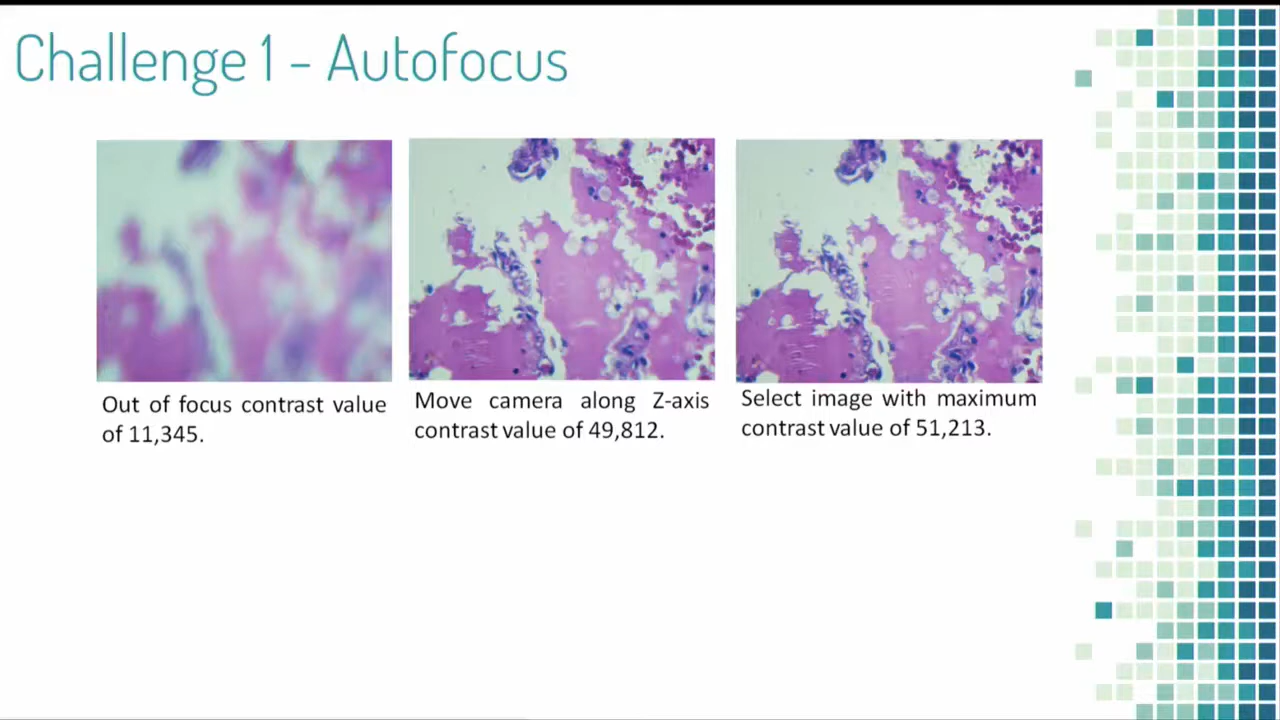 Challenge 1 - Autofocus
Out of focus contrast value
of 11,345.
Move camera along Z-axis
contrast value of 49,812.
Select image with maximum
contrast value of 51,213.